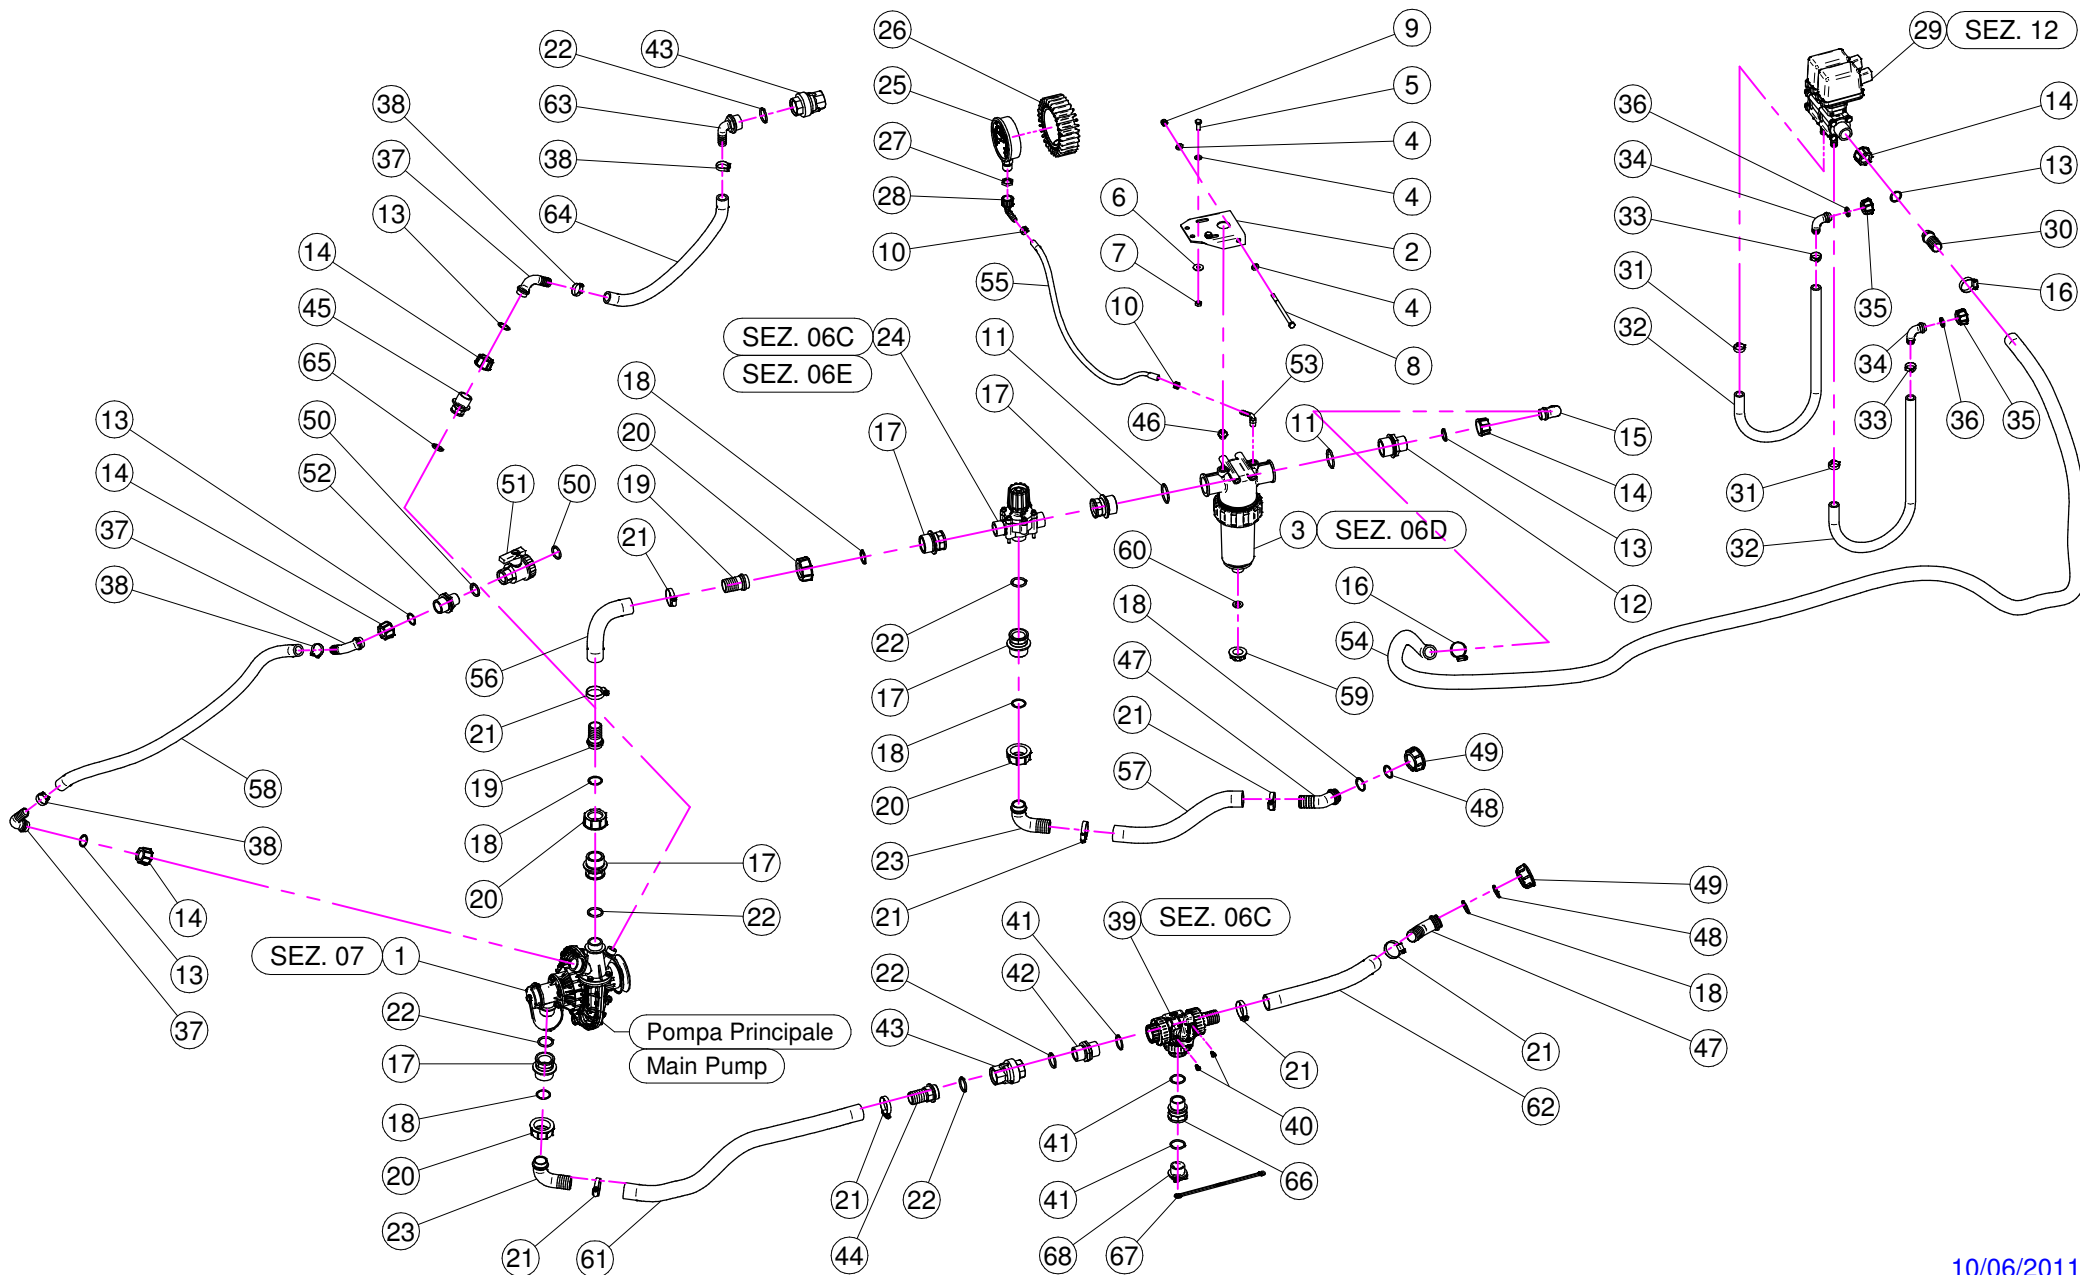 22 43 26 9 29 SEZ. 12
38 63 25 5 36 14
37 38 27 4 34 13
13 64 28 6 4 33 30
14 10 7 2 31 16
45 55 10 4 32 35
SEZ. 06C 24 11 8 34
SEZ. 06E 53
65 18 17 46 11 15 33 36 35
13 50 20 17 14 31
14 52 51 50 19 3 SEZ. 06D 13 32
37 21 60 12
38 22 18 16
56 17 47 54
21 59
58 19 18 21 49
38 18 20 57 48
14 20 17 23
13 22 21 49
SEZ. 07 1 41 39 SEZ. 06C 48
37 22 22 42 18
Pompa Principale
Main Pump
17 43 21 21 47
18 41 40 62
20 41 66
23 21 61 21 44 22 68 67
10/06/2011